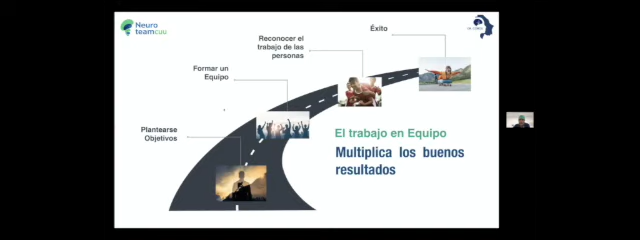 Neuro
teamcuu
Éxito
Reconocer el
trabajo de las
personas
Formar un
Equipo
Plantearse
Objetivos
El trabajo en Equipo
Multiplica los buenos
resultados